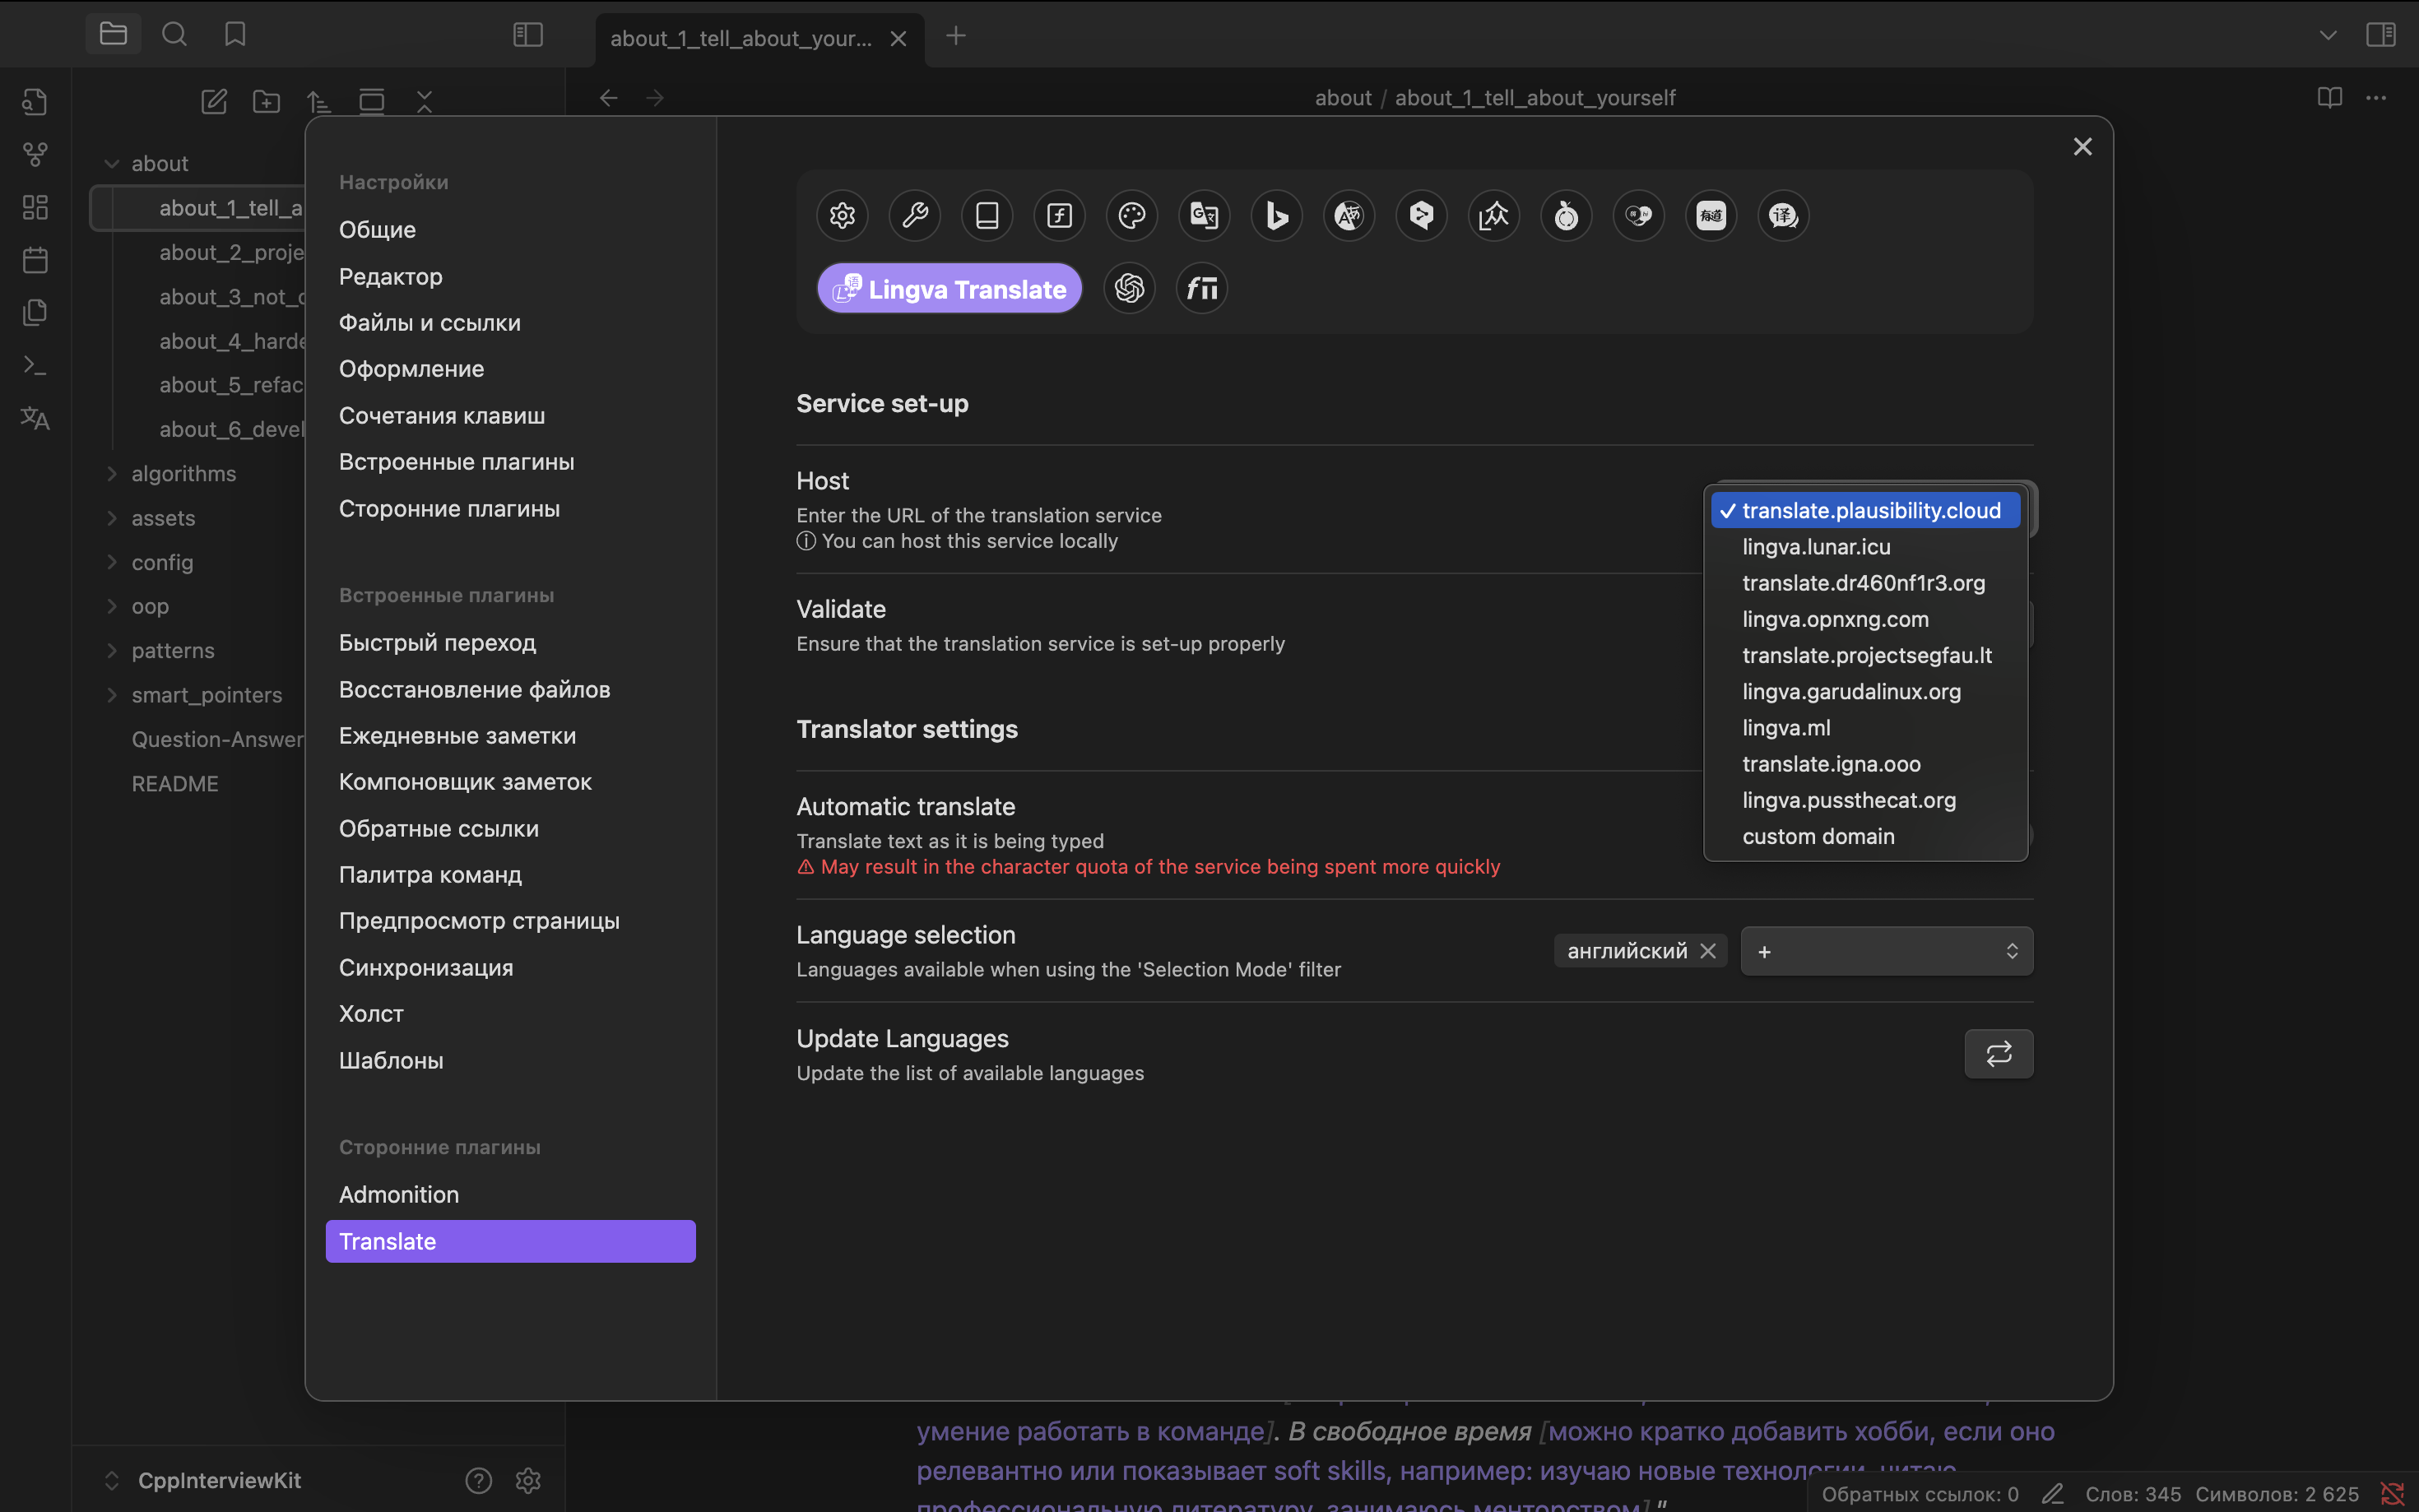 about_1_tell_about_your...
about / about_1_tell_about_yourself
about
about_1_tell_a
about_2_proje
about_3_not_
about_4_harde
about_5_refac
about_6_devel
algorithms
assets
config
oop
patterns
smart_pointers
Question-Answer
README
CppInterviewKit
Настройки
Общие
Редактор
Файлы и ссылки
Оформление
Сочетания клавиш
Встроенные плагины
Сторонние плагины
Встроенные плагины
Быстрый переход
Восстановление файлов
Ежедневные заметки
Компоновщик заметок
Обратные ссылки
Палитра команд
Предпросмотр страницы
Синхронизация
Холст
Шаблоны
Сторонние плагины
Admonition
Translate
Lingva Translate
Service set-up
Host
Enter the URL of the translation service
You can host this service locally
translate.plausibility.cloud
lingva.lunar.icu
translate.dr460nf1r3.org
lingva.opnxng.com
translate.projectsegfau.lt
lingva.garudalinux.org
lingva.ml
translate.igna.ooo
lingva.pussthecat.org
custom domain
Validate
Ensure that the translation service is set-up properly
Translator settings
Automatic translate
Translate text as it is being typed
May result in the character quota of the service being spent more quickly
Language selection
английский
+
Languages available when using the 'Selection Mode' filter
Update Languages
Update the list of available languages
умение работать в команде]. В свободное время [можно кратко добавить хобби, если оно
релевантно или показывает soft skills, например: изучаю новые технологии, читаю
профессиональную литературу, занимаюсь менторством]."
Обратных ссылок: 0
Слов: 345
Символов: 2 625